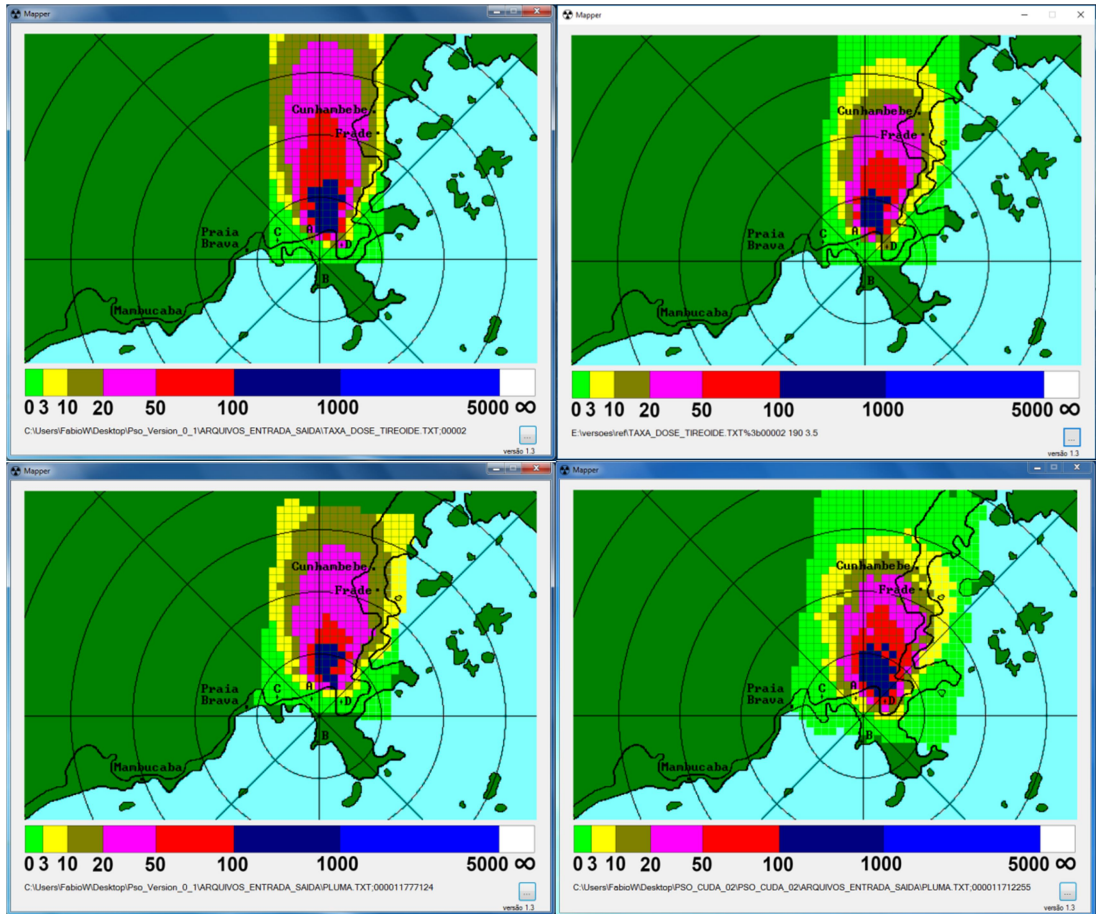 Mapper
Cunhambebe
Frade
Praia
Brava
C
A
D
B
Mambucaba
0 3 10 20 50 100 1000 5000 ∞
C:\Users\FabioW\Desktop\Pso_Version_0_1\ARQUIVOS_ENTRADA_SAIDA\TAXA_DOSE_TIREOIDE.TXT;00002
...
versão 1.3
Mapper
Cunhambebe
Frade
Praia
Brava
C
A
D
B
Mambucaba
0 3 10 20 50 100 1000 5000 ∞
E:\versoes\ref\TAXA_DOSE_TIREOIDE.TXT%3b00002 190 3.5
...
versão 1.3
Mapper
Cunhambebe
Frade
Praia
Brava
C
A
D
B
Mambucaba
0 3 10 20 50 100 1000 5000 ∞
C:\Users\FabioW\Desktop\Pso_Version_0_1\ARQUIVOS_ENTRADA_SAIDA\PLUMA.TXT;000011777124
...
versão 1.3
Mapper
Cunhambebe
Frade
Praia
Brava
C
A
D
B
Mambucaba
0 3 10 20 50 100 1000 5000 ∞
C:\Users\FabioW\Desktop\PSO_CUDA_02\PSO_CUDA_02\ARQUIVOS_ENTRADA_SAIDA\PLUMA.TXT;000011712255
...
versão 1.3